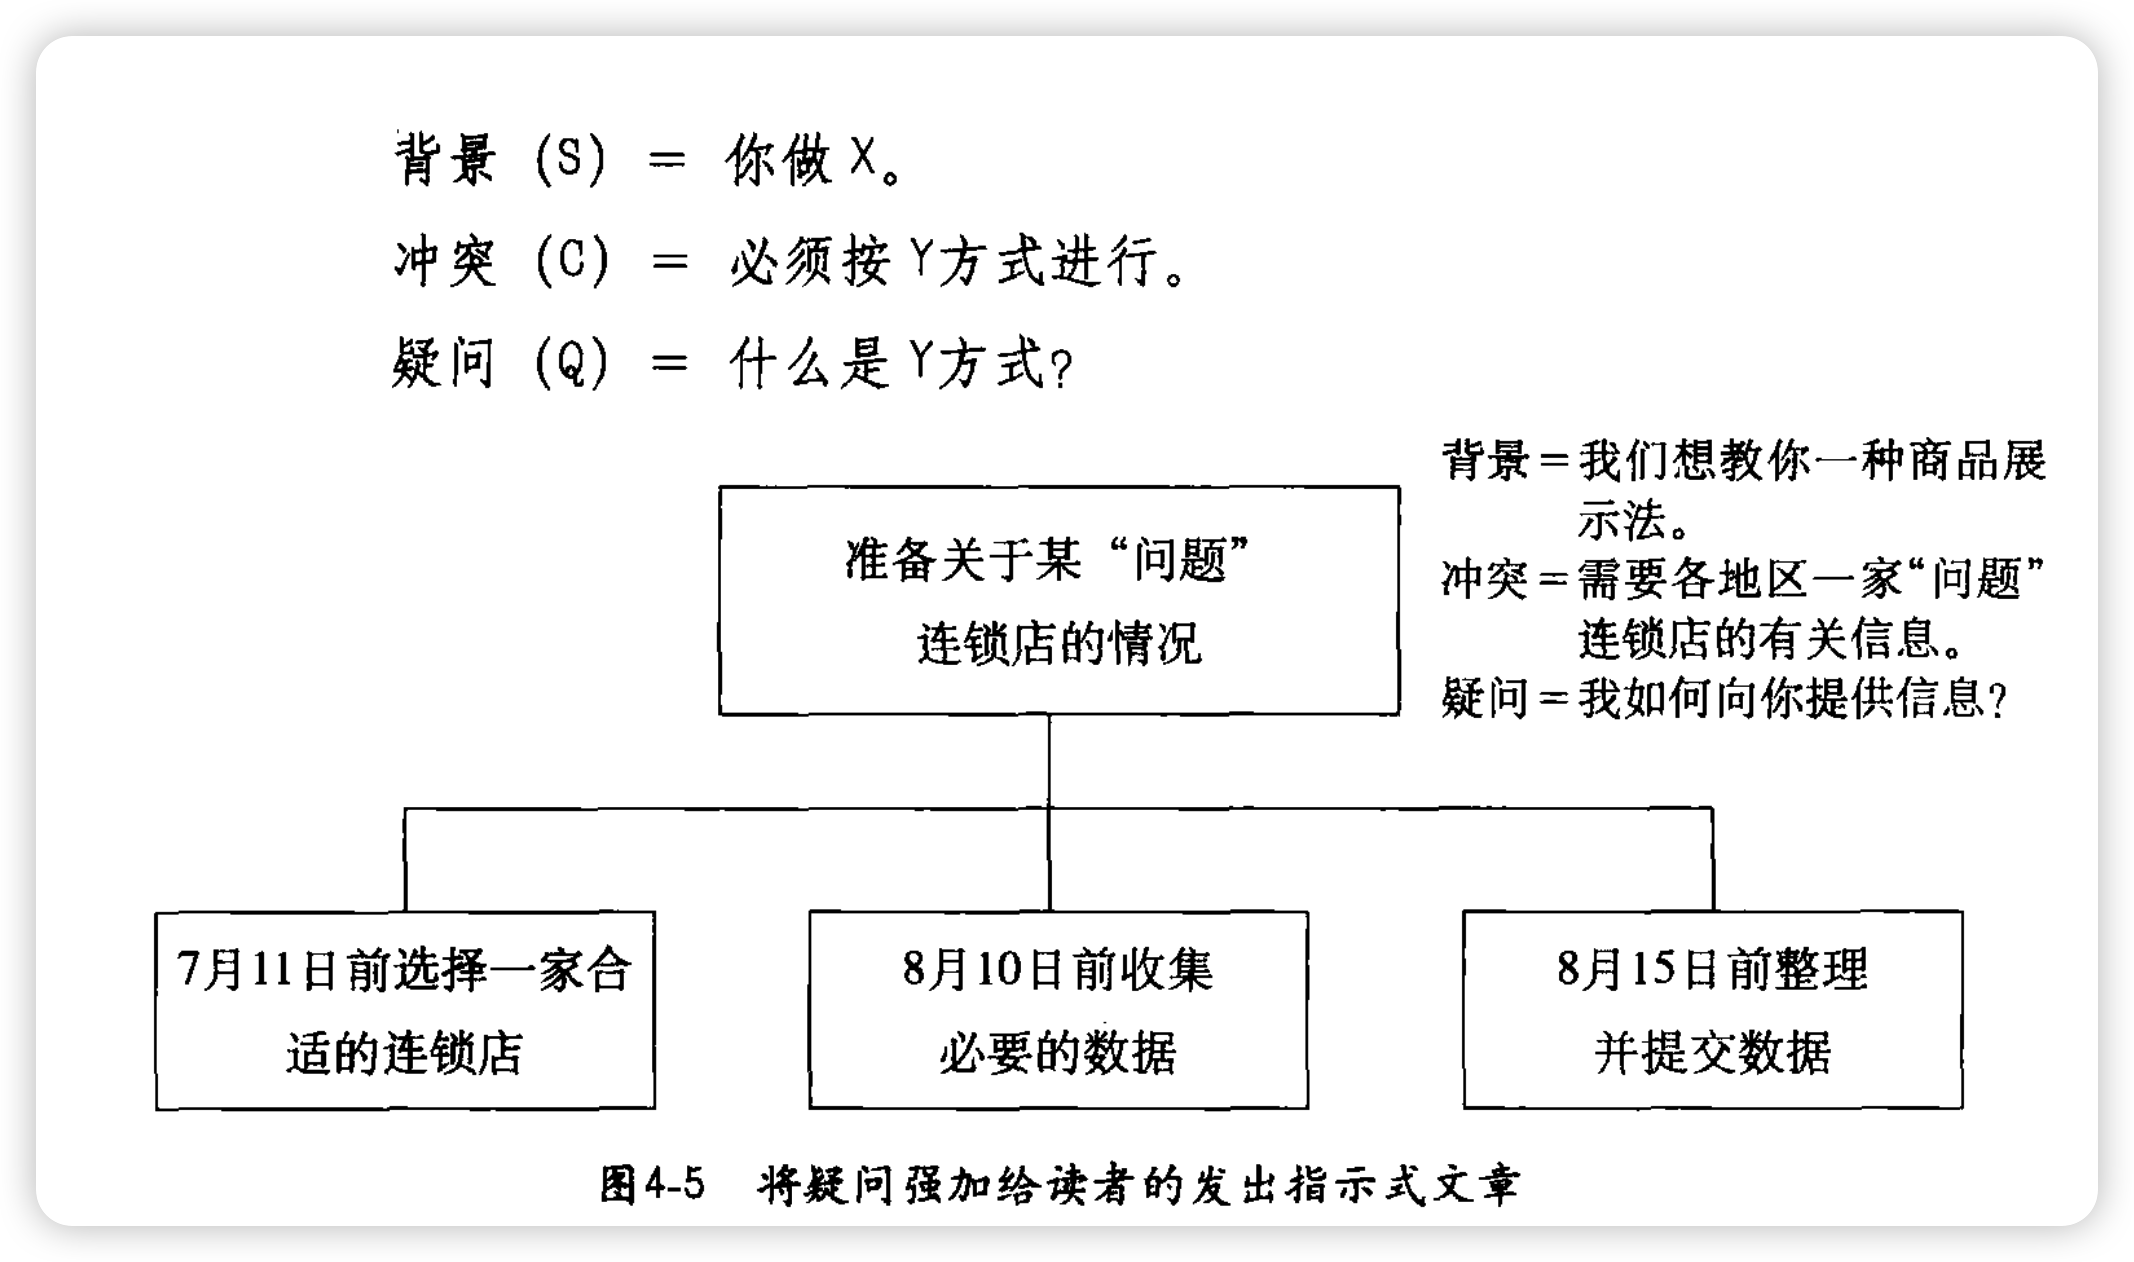 背景（S） = 你做X。
冲突（C） = 必须按Y方式进行。
疑问（Q） = 什么是Y方式？
背景=我们想教你一种商品展
示法。
冲突=需要各地区一家“问题”
连锁店的有关信息。
疑问=我如何向你提供信息？
准备关于某“问题”
连锁店的情况
7月11日前选择一家合
适的连锁店
8月10日前收集
必要的数据
8月15日前整理
并提交数据
图4-5 将疑问强加给读者的发出指示式文章